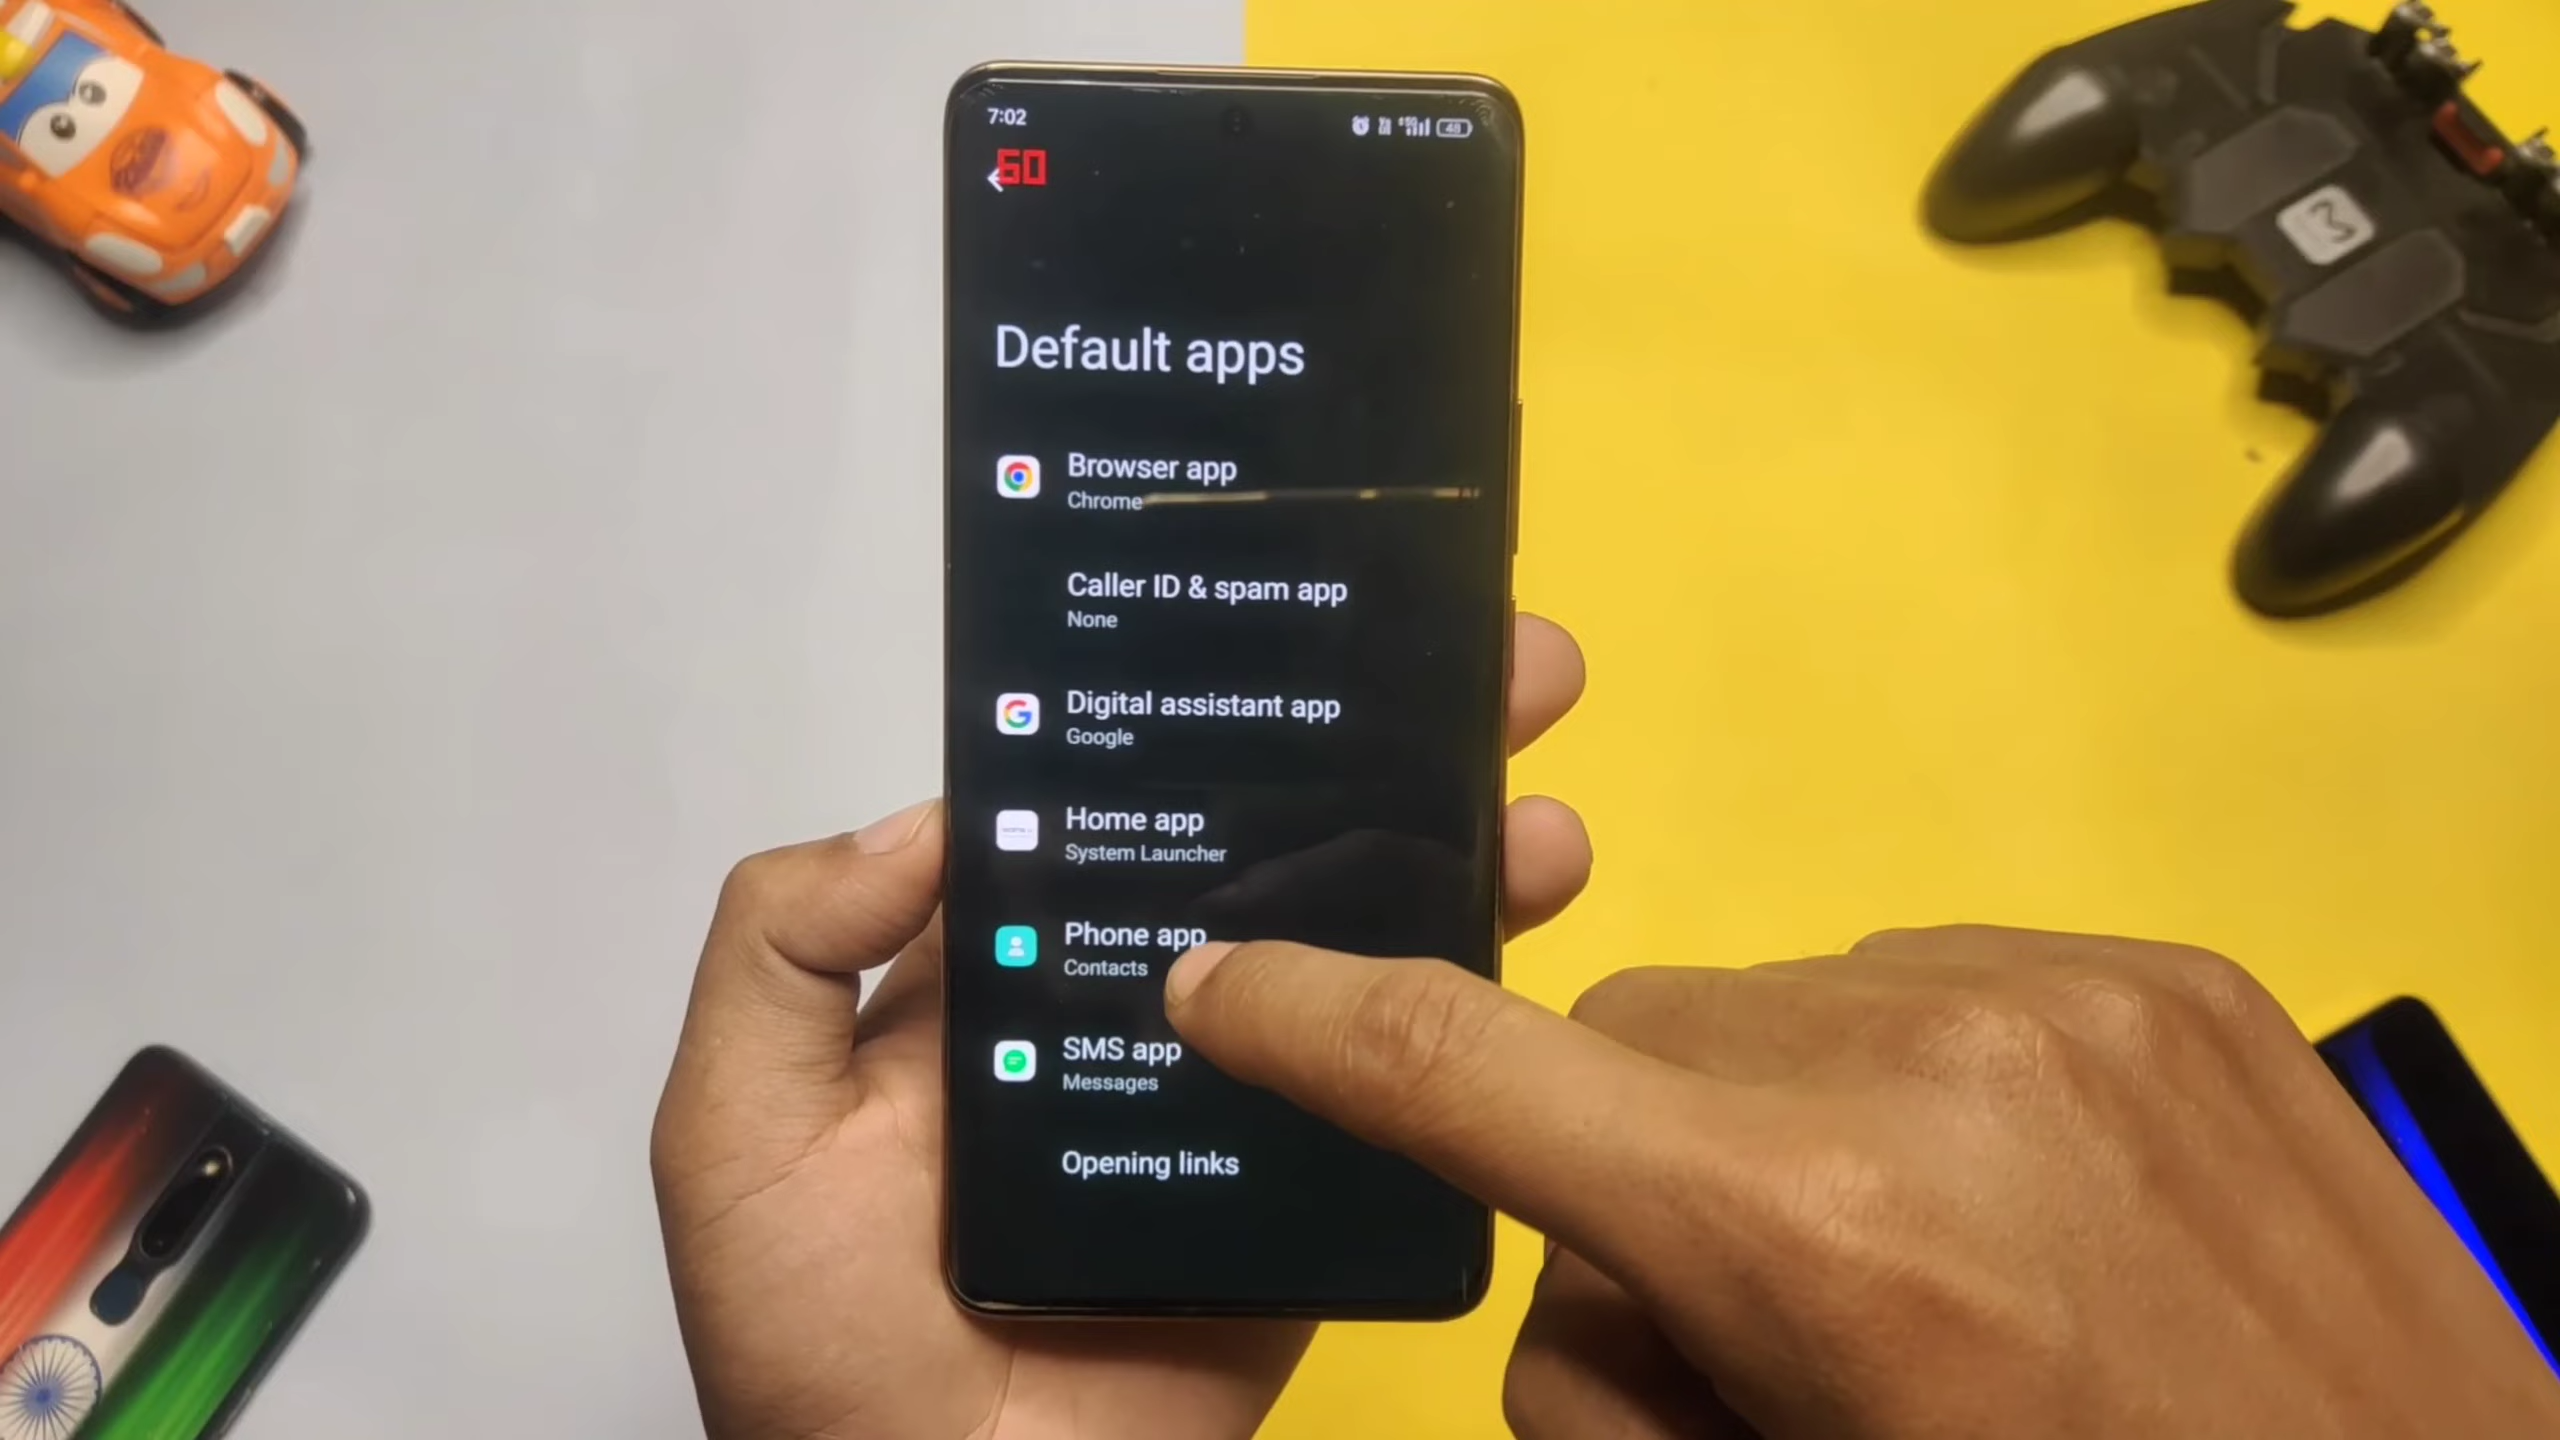 7:02
48
60
Default apps
Browser app
Chrome
Caller ID & spam app
None
Digital assistant app
Google
Home app
System Launcher
Phone app
Contacts
SMS app
Messages
Opening links